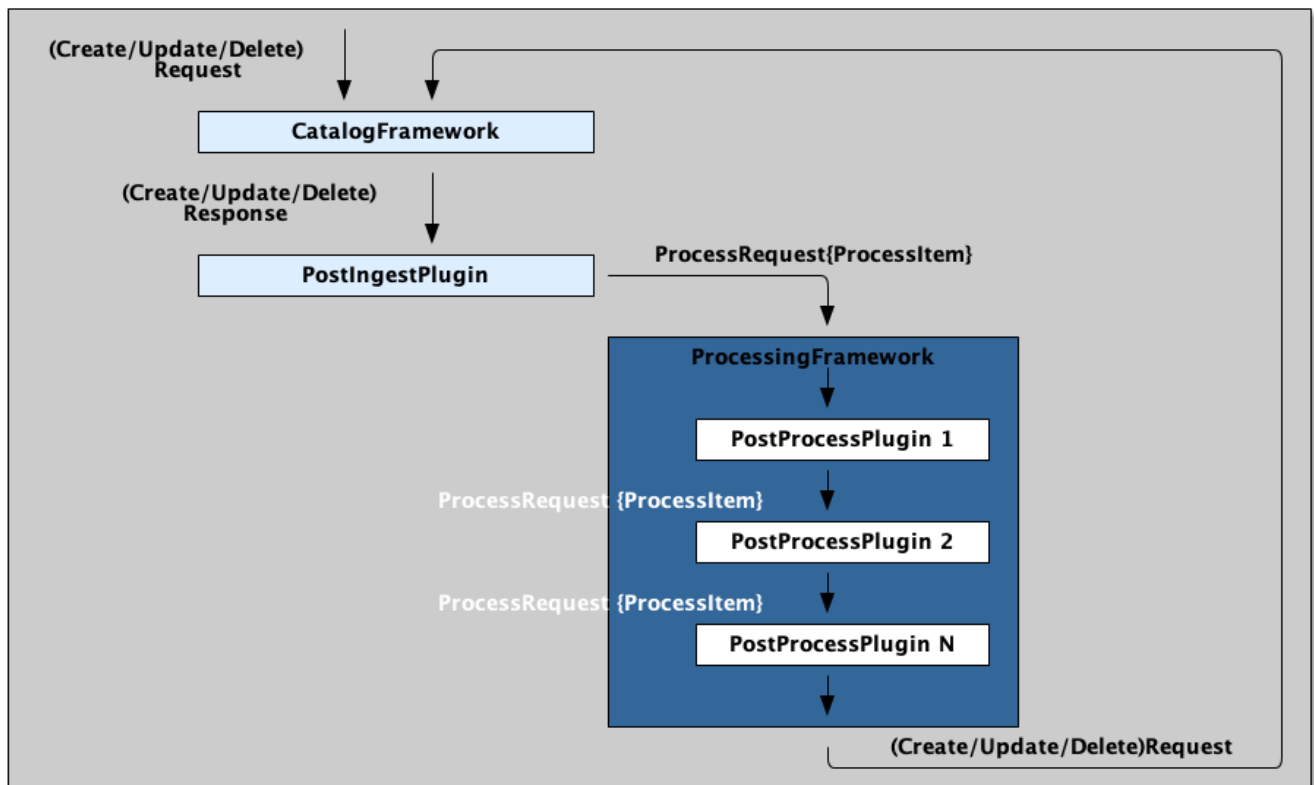 (Create/Update/Delete)
Request
CatalogFramework
(Create/Update/Delete)
Response
PostIngestPlugin
ProcessRequest{ProcessItem}
ProcessingFramework
PostProcessPlugin 1
ProcessRequest {ProcessItem}
PostProcessPlugin 2
ProcessRequest {ProcessItem}
PostProcessPlugin N
(Create/Update/Delete)Request